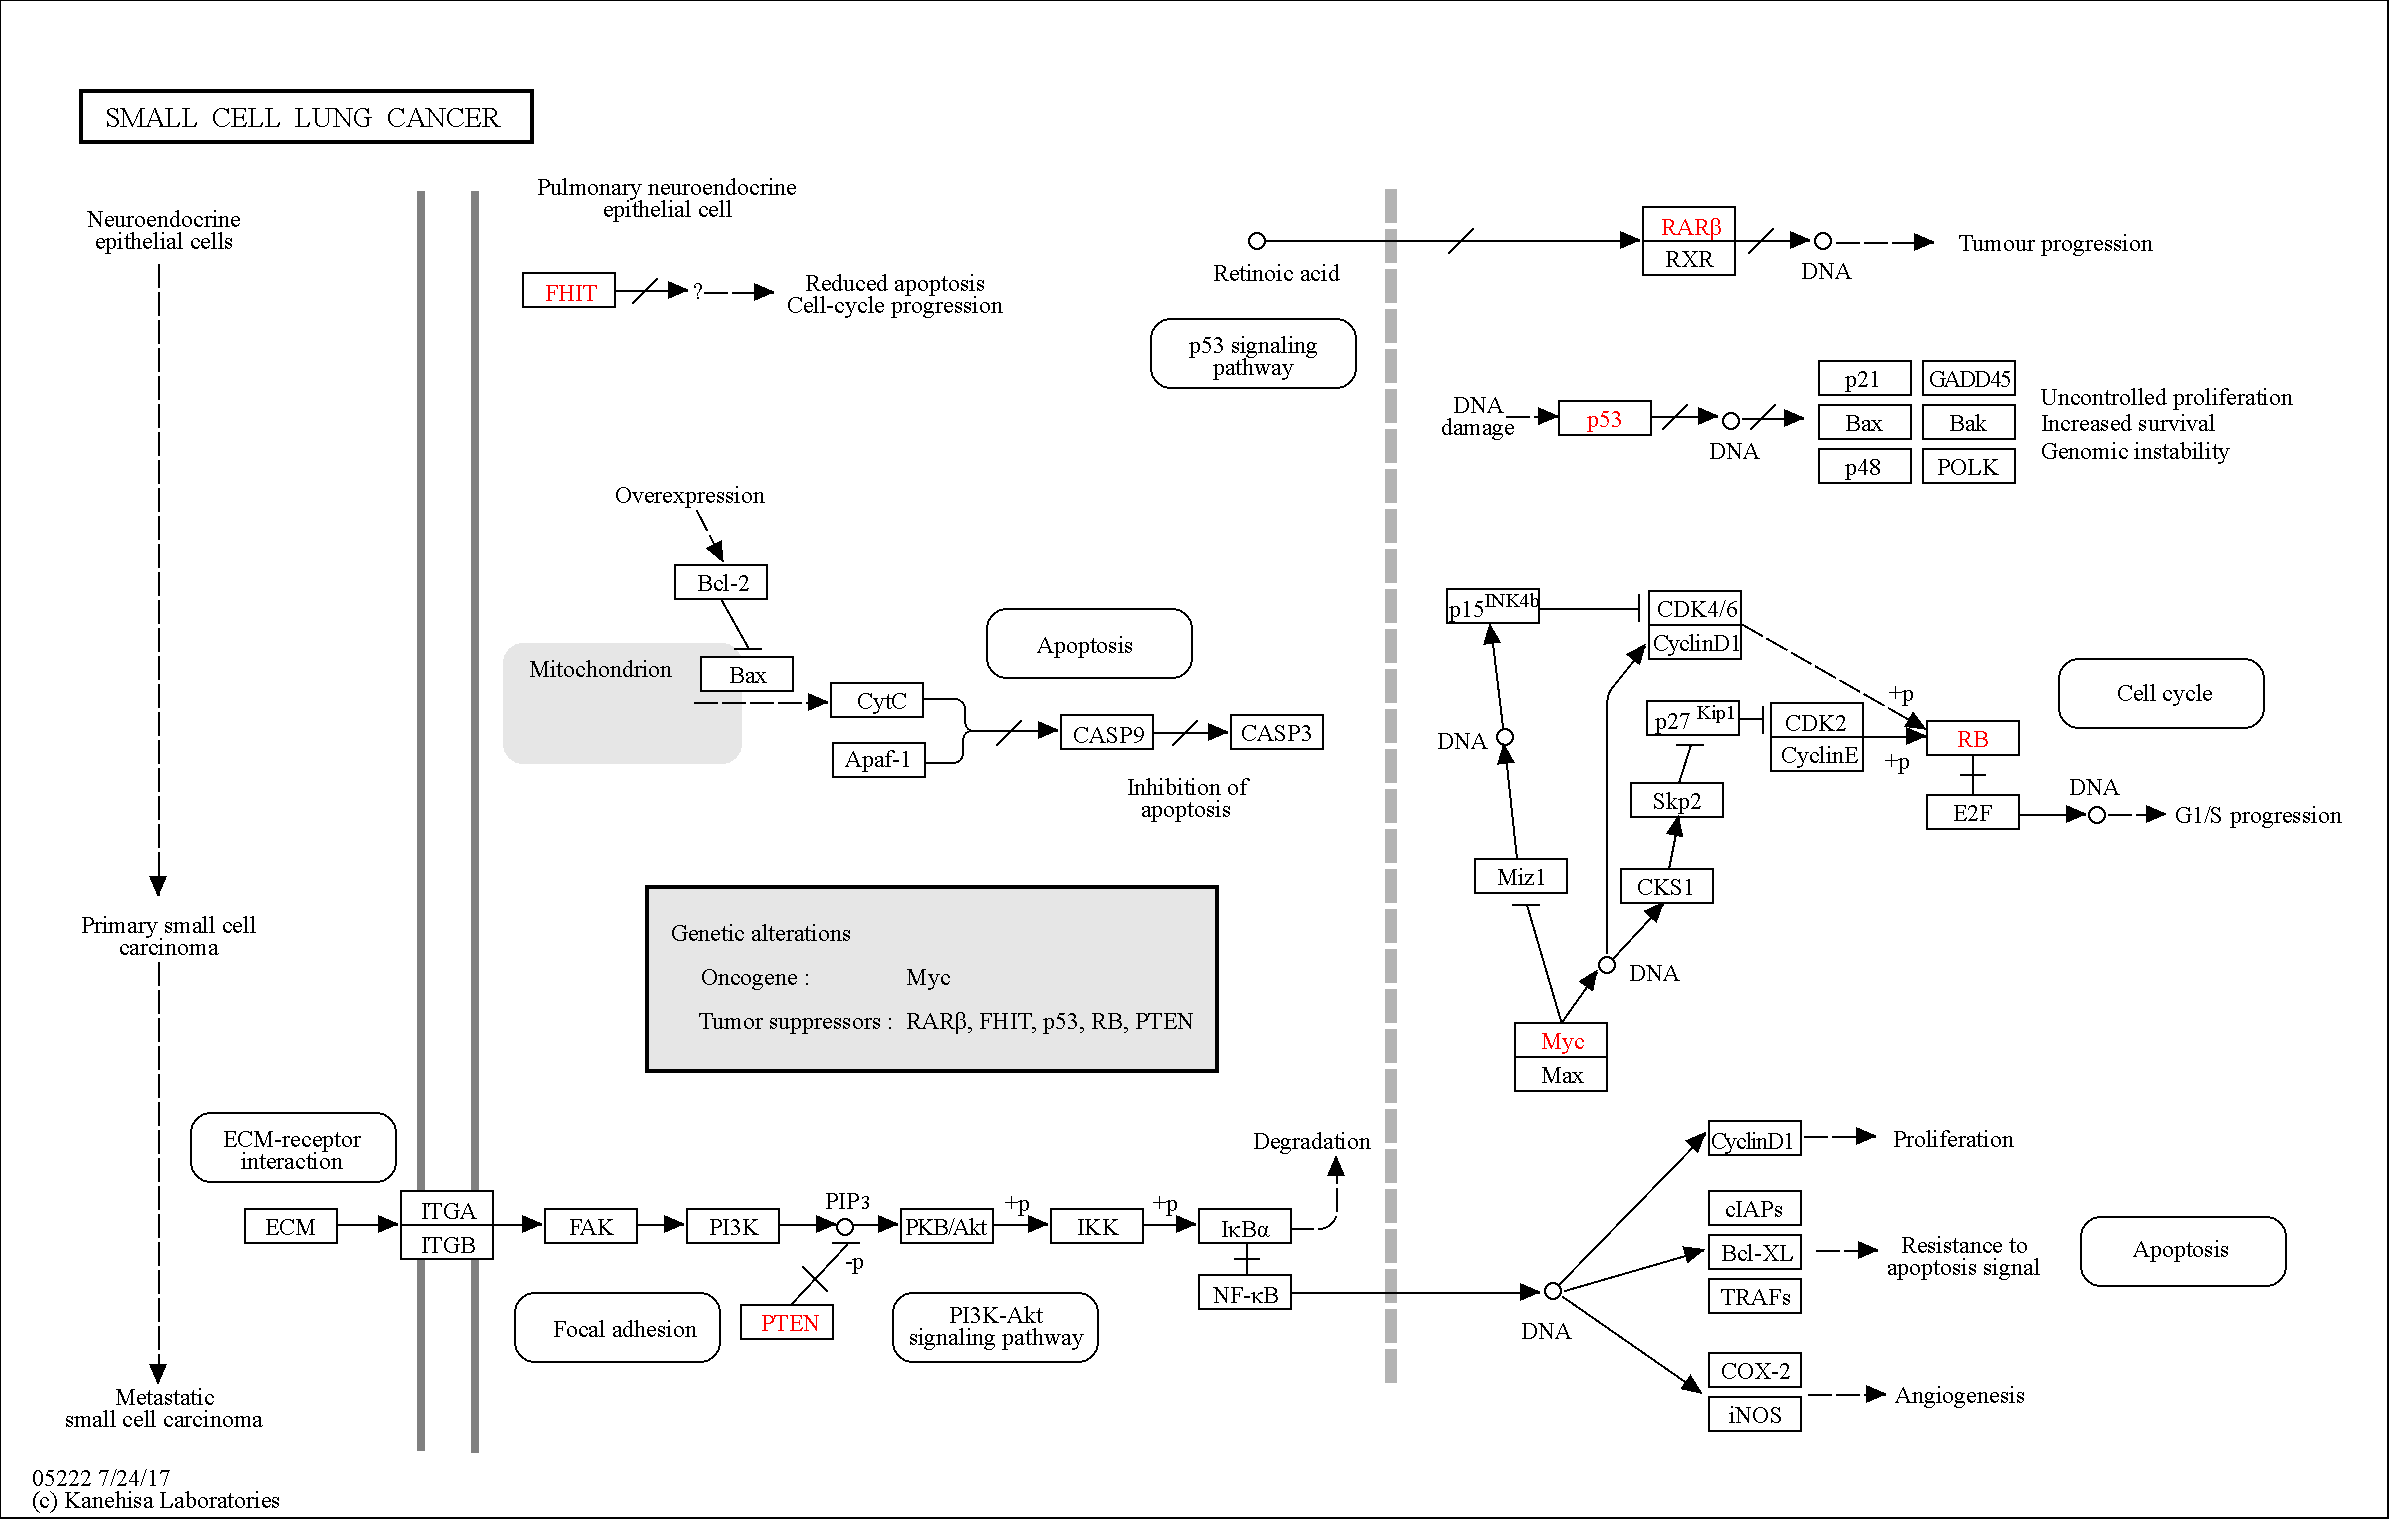 SMALL CELL LUNG CANCER
Pulmonary neuroendocrine
epithelial cell
Neuroendocrine
epithelial cells
RARβ
RXR
Retinoic acid
DNA
Tumour progression
FHIT
?
Reduced apoptosis
Cell-cycle progression
p53 signaling
pathway
DNA
damage
p53
DNA
p21
GADD45
Bax
Bak
p48
POLK
Uncontrolled proliferation
Increased survival
Genomic instability
Overexpression
Bcl-2
Mitochondrion
Bax
CytC
Apaf-1
Apoptosis
CASP9
CASP3
Inhibition of
apoptosis
p15INK4b
CDK4/6
CyclinD1
+p
p27 Kip1
CDK2
CyclinE
+p
RB
Cell cycle
DNA
Skp2
E2F
DNA
G1/S progression
Miz1
CKS1
DNA
Myc
Max
Primary small cell
carcinoma
Genetic alterations
Oncogene : Myc
Tumor suppressors : RARβ, FHIT, p53, RB, PTEN
ECM-receptor
interaction
ECM
ITGA
ITGB
FAK
PI3K
PIP3
-p
PTEN
PKB/Akt
+p
IKK
+p
IκBα
Degradation
NF-κB
Focal adhesion
PI3K-Akt
signaling pathway
DNA
CyclinD1
Proliferation
cIAPs
Bcl-XL
TRAFs
Resistance to
apoptosis signal
Apoptosis
COX-2
iNOS
Angiogenesis
Metastatic
small cell carcinoma
05222 7/24/17
(c) Kanehisa Laboratories